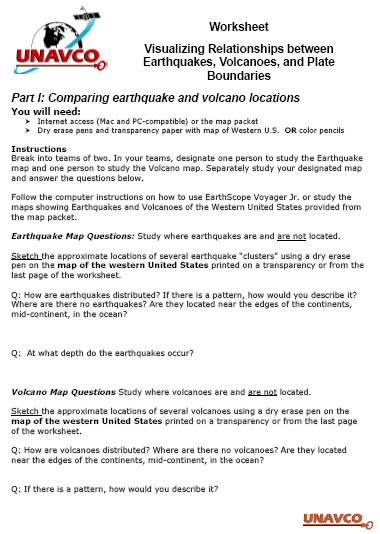 UNAVCO
Worksheet
Visualizing Relationships between
Earthquakes, Volcanoes, and Plate
Boundaries
Part I: Comparing earthquake and volcano locations
You will need:
➢ Internet access (Mac and PC-compatible) or the map packet
➢ Dry erase pens and transparency paper with map of Western U.S. OR color pencils
Instructions
Break into teams of two. In your teams, designate one person to study the Earthquake
map and one person to study the Volcano map. Separately study your designated map
and answer the questions below.
Follow the computer instructions on how to use EarthScope Voyager Jr. or study the
maps showing Earthquakes and Volcanoes of the Western United States provided from
the map packet.
Earthquake Map Questions: Study where earthquakes are and are not located.
Sketch the approximate locations of several earthquake "clusters" using a dry erase
pen on the map of the western United States printed on a transparency or from the
last page of the worksheet.
Q: How are earthquakes distributed? If there is a pattern, how would you describe it?
Where are there no earthquakes? Are they located near the edges of the continents,
mid-continent, in the ocean?
Q: At what depth do the earthquakes occur?
Volcano Map Questions Study where volcanoes are and are not located.
Sketch the approximate locations of several volcanoes using a dry erase pen on the
map of the western United States printed on a transparency or from the last page
of the worksheet.
Q: How are volcanoes distributed? Where are there no volcanoes? Are they located
near the edges of the continents, mid-continent, in the ocean?
Q: If there is a pattern, how would you describe it?
UNAVCO